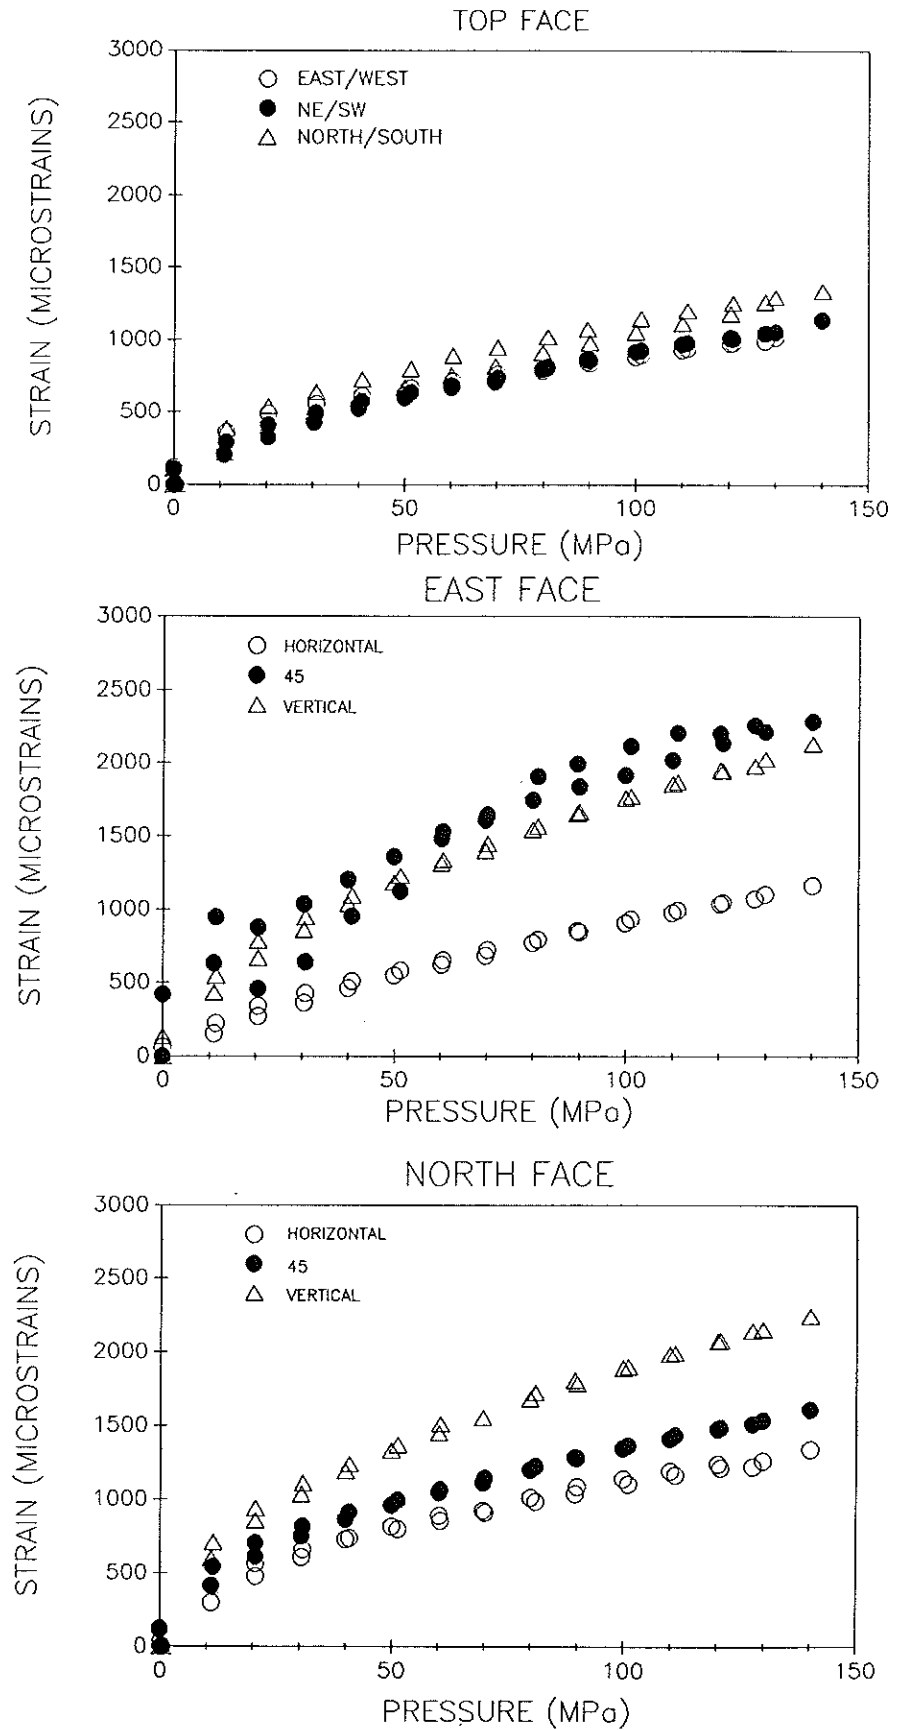 TOP FACE
3000
2500
2000
1500
1000
500
0
STRAIN (MICROSTRAINS)
EAST/WEST
NE/SW
NORTH/SOUTH
0 50 100 150
PRESSURE (MPa)
EAST FACE
3000
2500
2000
1500
1000
500
0
STRAIN (MICROSTRAINS)
HORIZONTAL
45
VERTICAL
0 50 100 150
PRESSURE (MPa)
NORTH FACE
3000
2500
2000
1500
1000
500
0
STRAIN (MICROSTRAINS)
HORIZONTAL
45
VERTICAL
0 50 100 150
PRESSURE (MPa)